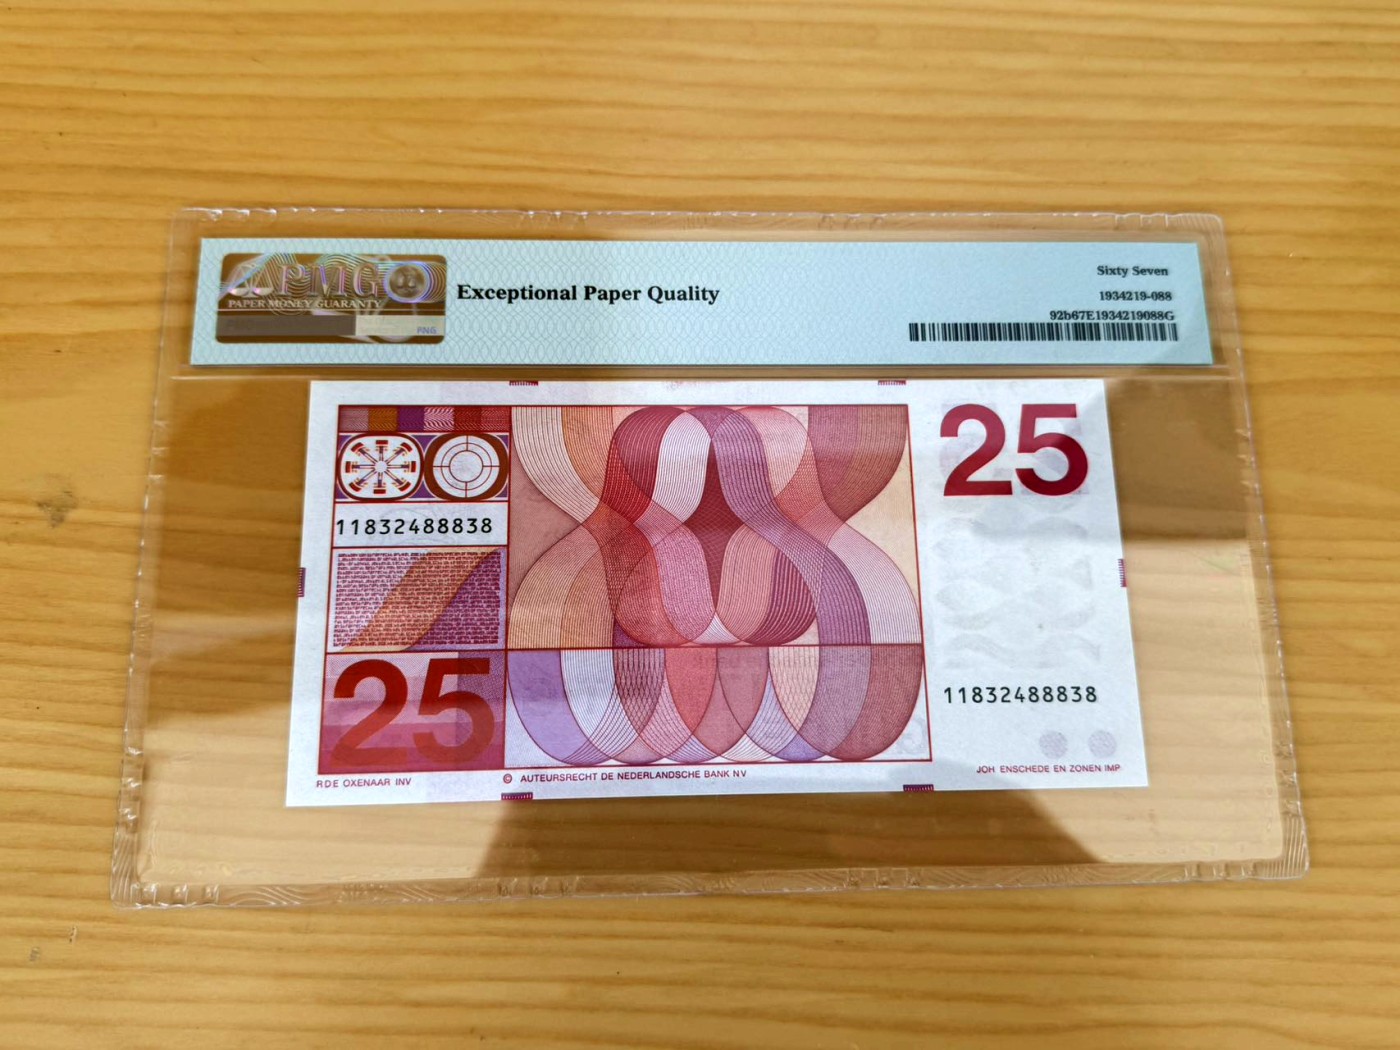 PMG
PAPER MONEY GUARANTY
PNG
Exceptional Paper Quality
Sixty Seven
1934219-088
92b67E1934219088G
25
11832488838
25
11832488838
RDE OXENAAR INV
© AUTEURSRECHT DE NEDERLANDSCHE BANK NV
JOH ENSCHEDE EN ZONEN IMP